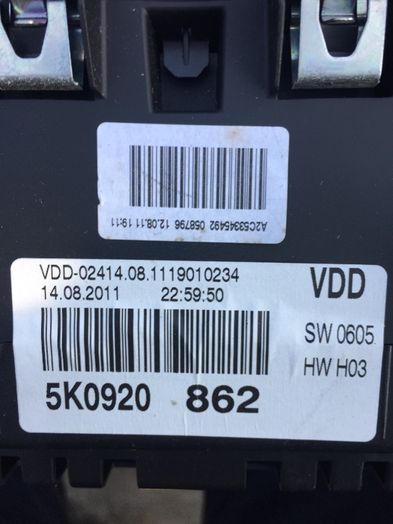 A2C53345492 058796 12.08.11 19:11
VDD-02414.08.1119010234 VDD
14.08.2011 22:59:50
SW 0605
HW H03
5K0920 862